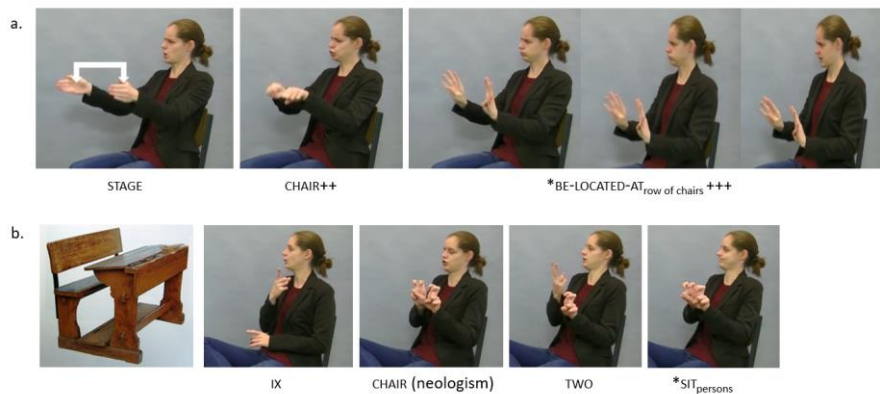 a.
STAGE CHAIR++ *BE-LOCATED-AT row of chairs +++
b.
IX CHAIR (neologism) TWO *SIT persons